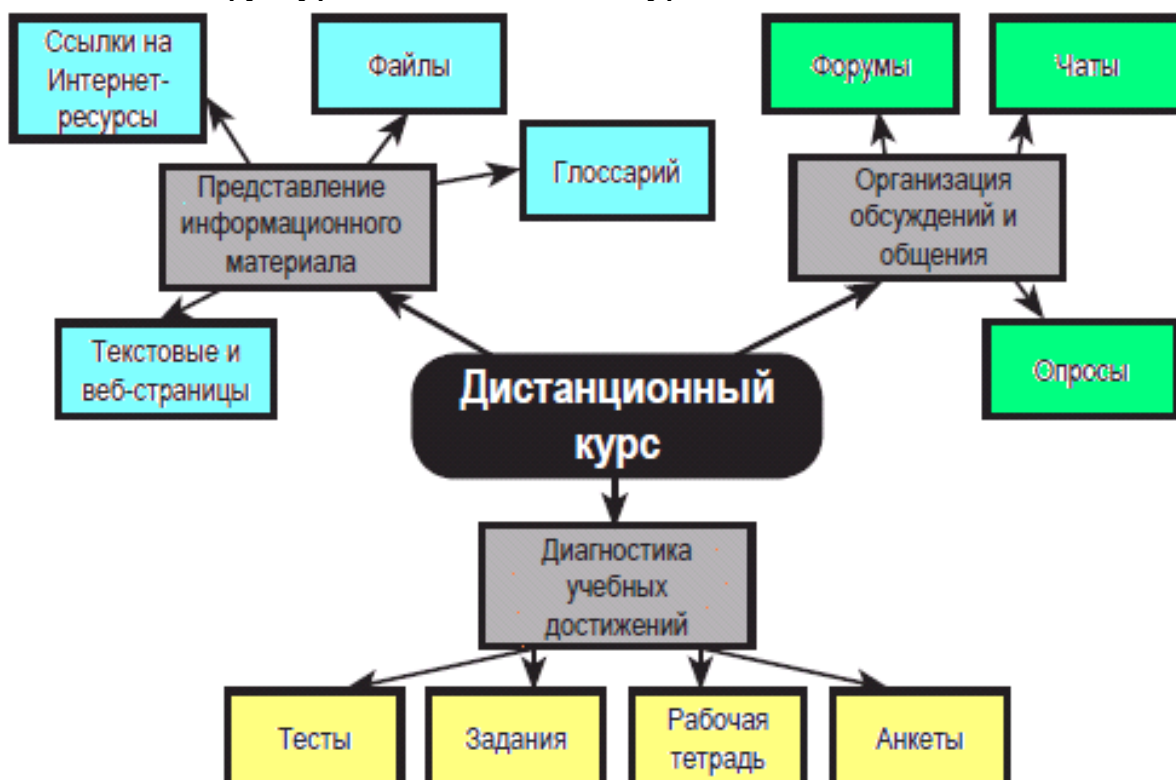 Ссылки на
Интернет-
ресурсы
Файлы
Глоссарий
Представление
информационного
материала
Текстовые и
веб-страницы
Форумы
Чаты
Организация
обсуждений и
общения
Опросы
Дистанционный
курс
Диагностика
учебных
достижений
Тесты
Задания
Рабочая
тетрадь
Анкеты